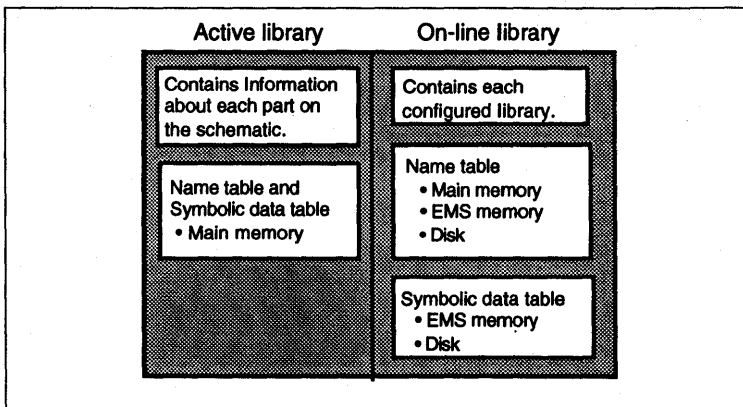 Active library
Contains Information
about each part on
the schematic.
Name table and
Symbolic data table
• Main memory
On-line library
Contains each
configured library.
Name table
• Main memory
• EMS memory
• Disk
Symbolic data table
• EMS memory
• Disk